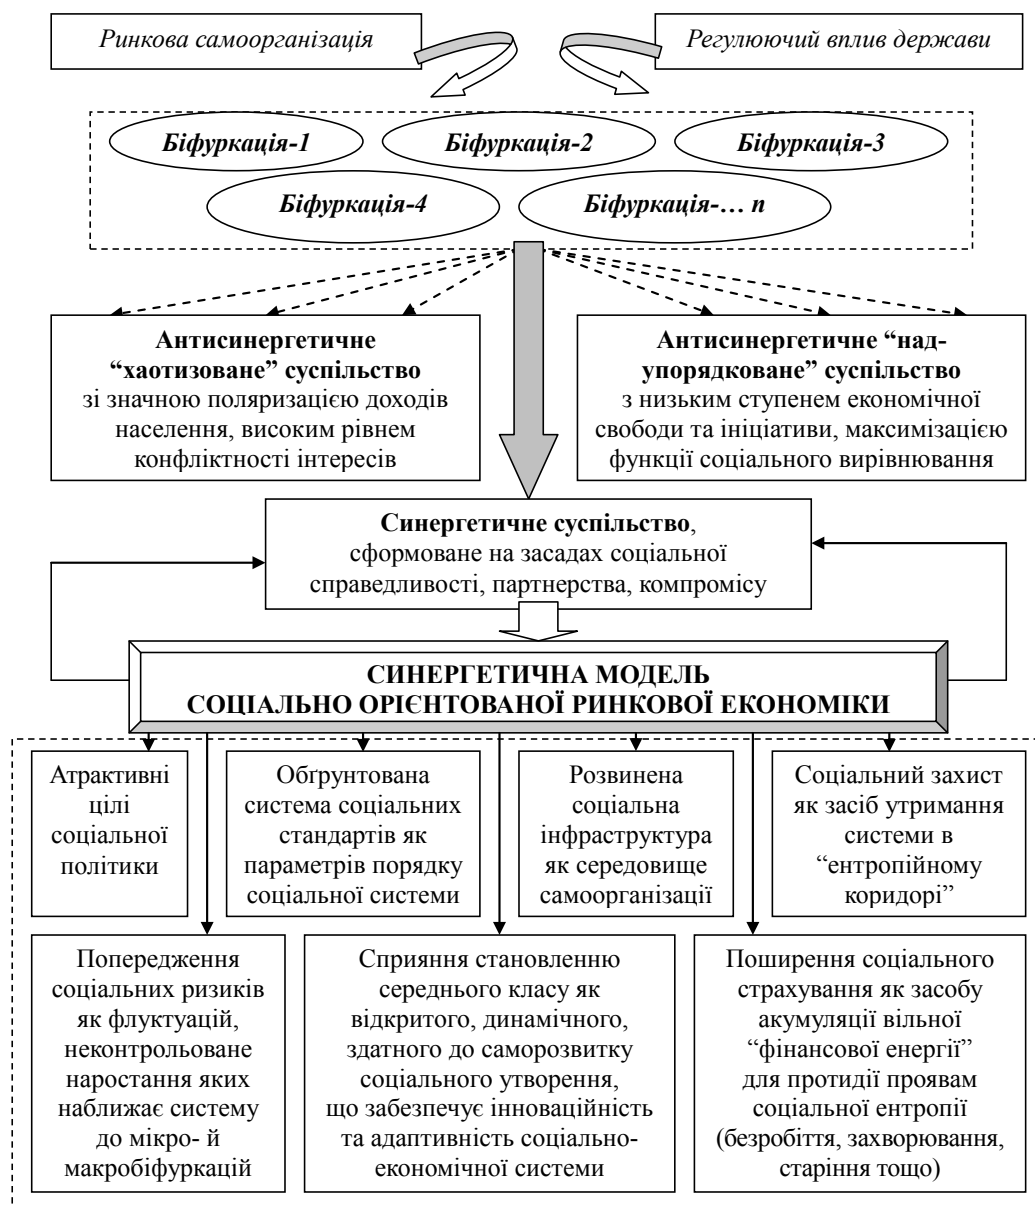 Ринкова самоорганізація
Регулюючий вплив держави
Біфуркація-1
Біфуркація-2
Біфуркація-3
Біфуркація-4
Біфуркація-... n
Антисинергетичне
“хаотизоване” суспільство
зі значною поляризацією доходів
населення, високим рівнем
конфліктності інтересів
Антисинергетичне “над-
упорядковане” суспільство
з низьким ступенем економічної
свободи та ініціативи, максимізацією
функції соціального вирівнювання
Синергетичне суспільство,
сформоване на засадах соціальної
справедливості, партнерства, компромісу
СИНЕРГЕТИЧНА МОДЕЛЬ
СОЦІАЛЬНО ОРІЄНТОВАНОЇ РИНКОВОЇ ЕКОНОМІКИ
Атрактивні
цілі
соціальної
політики
Обґрунтована
система соціальних
стандартів як
параметрів порядку
соціальної системи
Розвинена
соціальна
інфраструктура
як середовище
самоорганізації
Соціальний захист
як засіб утримання
системи в
“ентропійному
коридорі”
Попередження
соціальних ризиків
як флуктуацій,
неконтрольоване
наростання яких
наближає систему
до мікро- й
макробіфуркацій
Сприяння становленню
середнього класу як
відкритого, динамічного,
здатного до саморозвитку
соціального утворення,
що забезпечує інноваційність
та адаптивність соціально-
економічної системи
Поширення соціального
страхування як засобу
акумуляції вільної
“фінансової енергії”
для протидії проявам
соціальної ентропії
(безробіття, захворювання,
старіння тощо)